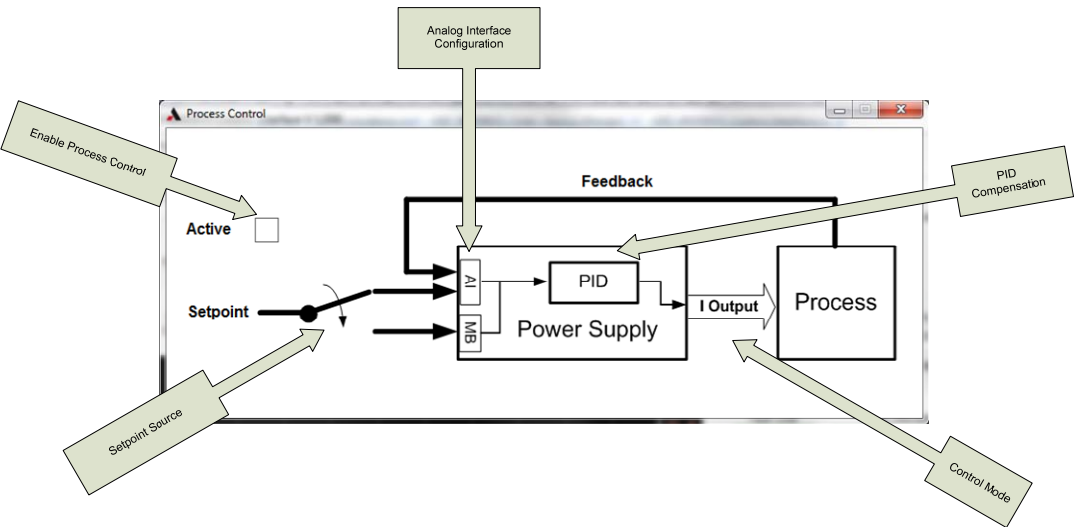 Analog Interface
Configuration
Process Control
Enable Process Control
PID
Compensation
Feedback
Active
AI
PID
Setpoint
I Output
Process
MB
Power Supply
Setpoint Source
Control Mode